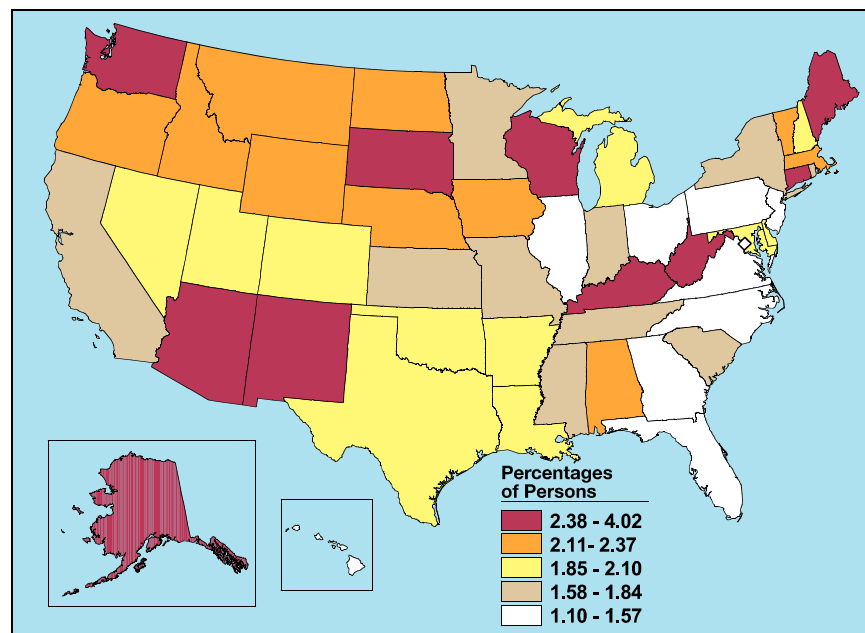 Percentages
of Persons
2.38 - 4.02
2.11- 2.37
1.85 - 2.10
1.58 - 1.84
1.10 - 1.57